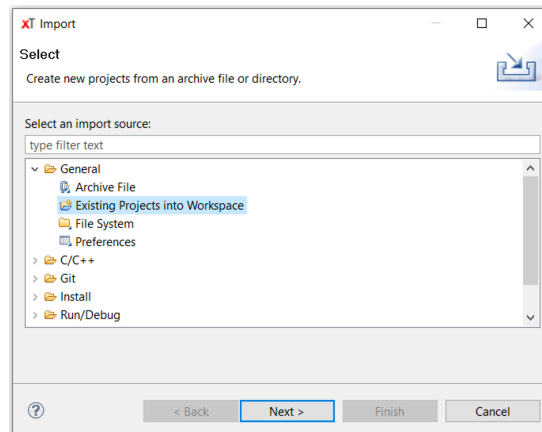 xT Import
Select
Create new projects from an archive file or directory.
Select an import source:
type filter text
General
Archive File
Existing Projects into Workspace
File System
Preferences
C/C++
Git
Install
Run/Debug
? < Back Next > Finish Cancel